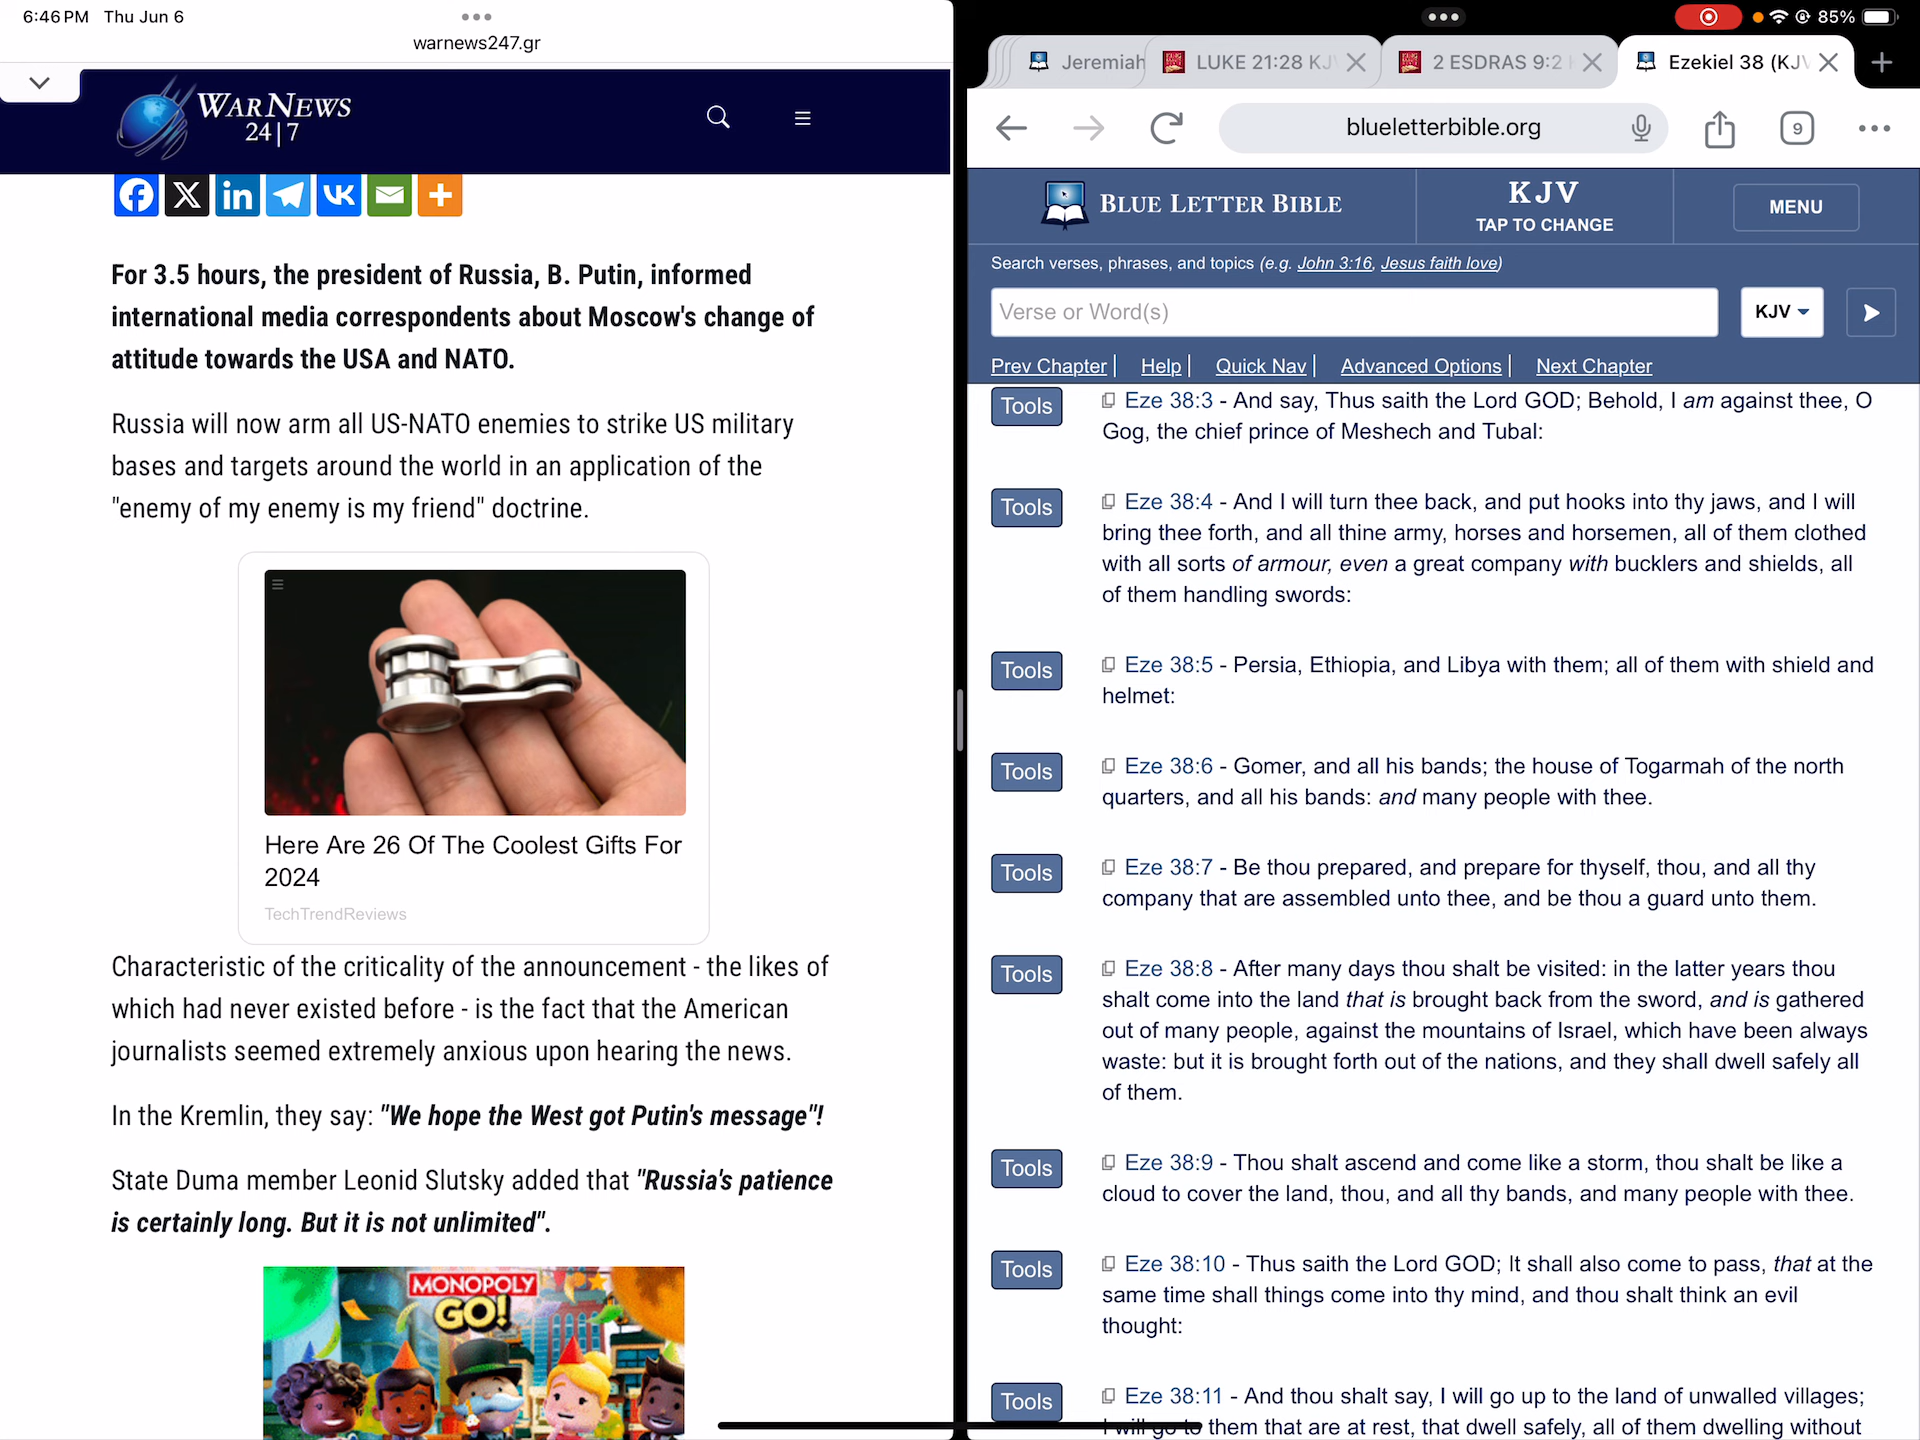 6:46 PM Thu Jun 6
warnews247.gr
WARNEWS
24|7
For 3.5 hours, the president of Russia, B. Putin, informed
international media correspondents about Moscow's change of
attitude towards the USA and NATO.
Russia will now arm all US-NATO enemies to strike US military
bases and targets around the world in an application of the
"enemy of my enemy is my friend" doctrine.
Here Are 26 Of The Coolest Gifts For
2024
TechTrendReviews
Characteristic of the criticality of the announcement - the likes of
which had never existed before - is the fact that the American
journalists seemed extremely anxious upon hearing the news.
In the Kremlin, they say: "We hope the West got Putin's message"!
State Duma member Leonid Slutsky added that "Russia's patience
is certainly long. But it is not unlimited".
MONOPOLY
GO!
85%
Jeremiah
LUKE 21:28 KJV
2 ESDRAS 9:2
Ezekiel 38 (KJV
blueletterbible.org
9
BLUE LETTER BIBLE
KJV
TAP TO CHANGE
MENU
Search verses, phrases, and topics (e.g. John 3:16, Jesus faith love)
Verse or Word(s)
KJV
Prev Chapter | Help | Quick Nav | Advanced Options | Next Chapter
Tools
Eze 38:3 - And say, Thus saith the Lord GOD; Behold, I am against thee, O
Gog, the chief prince of Meshech and Tubal:
Tools
Eze 38:4 - And I will turn thee back, and put hooks into thy jaws, and I will
bring thee forth, and all thine army, horses and horsemen, all of them clothed
with all sorts of armour, even a great company with bucklers and shields, all
of them handling swords:
Tools
Eze 38:5 - Persia, Ethiopia, and Libya with them; all of them with shield and
helmet:
Tools
Eze 38:6 - Gomer, and all his bands; the house of Togarmah of the north
quarters, and all his bands: and many people with thee.
Tools
Eze 38:7 - Be thou prepared, and prepare for thyself, thou, and all thy
company that are assembled unto thee, and be thou a guard unto them.
Tools
Eze 38:8 - After many days thou shalt be visited: in the latter years thou
shalt come into the land that is brought back from the sword, and is gathered
out of many people, against the mountains of Israel, which have been always
waste: but it is brought forth out of the nations, and they shall dwell safely all
of them.
Tools
Eze 38:9 - Thou shalt ascend and come like a storm, thou shalt be like a
cloud to cover the land, thou, and all thy bands, and many people with thee.
Tools
Eze 38:10 - Thus saith the Lord GOD; It shall also come to pass, that at the
same time shall things come into thy mind, and thou shalt think an evil
thought:
Tools
Eze 38:11 - And thou shalt say, I will go up to the land of unwalled villages;
I will go to them that are at rest, that dwell safely, all of them dwelling without